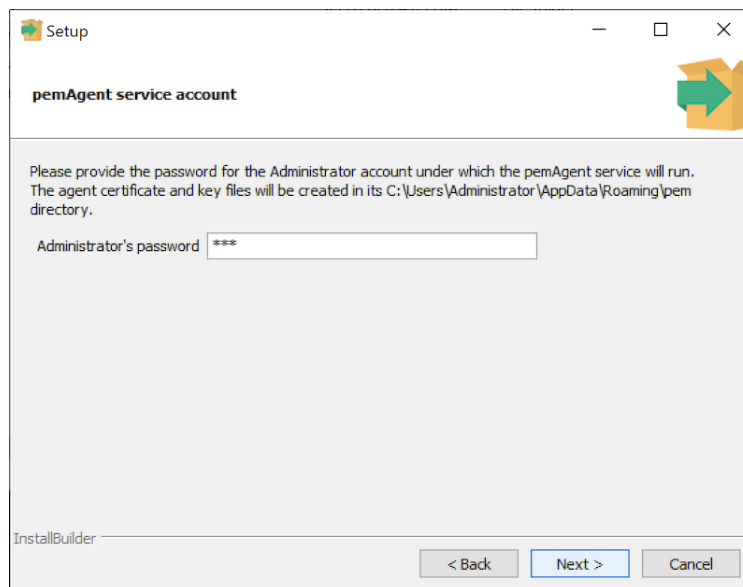 Setup
pemAgent service account
Please provide the password for the Administrator account under which the pemAgent service will run.
The agent certificate and key files will be created in its C:\Users\Administrator\AppData\Roaming\pem
directory.
Administrator's password ***
InstallBuilder
< Back Next > Cancel